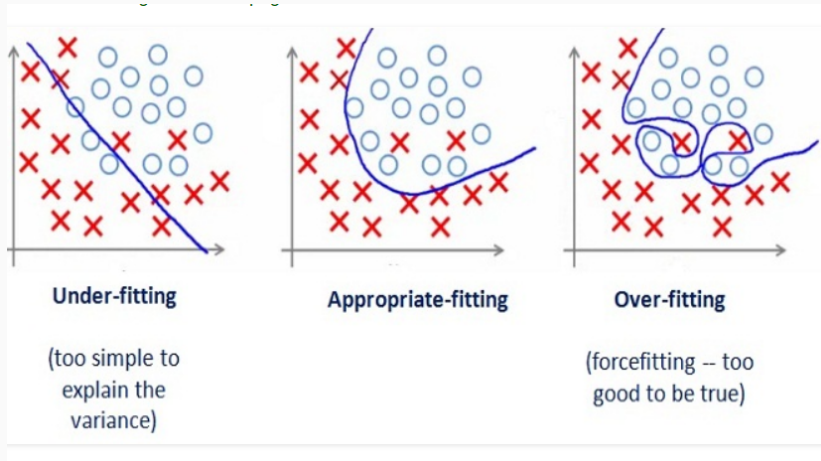 Under-fitting
(too simple to
explain the
variance)
Appropriate-fitting
Over-fitting
(forcefitting -- too
good to be true)